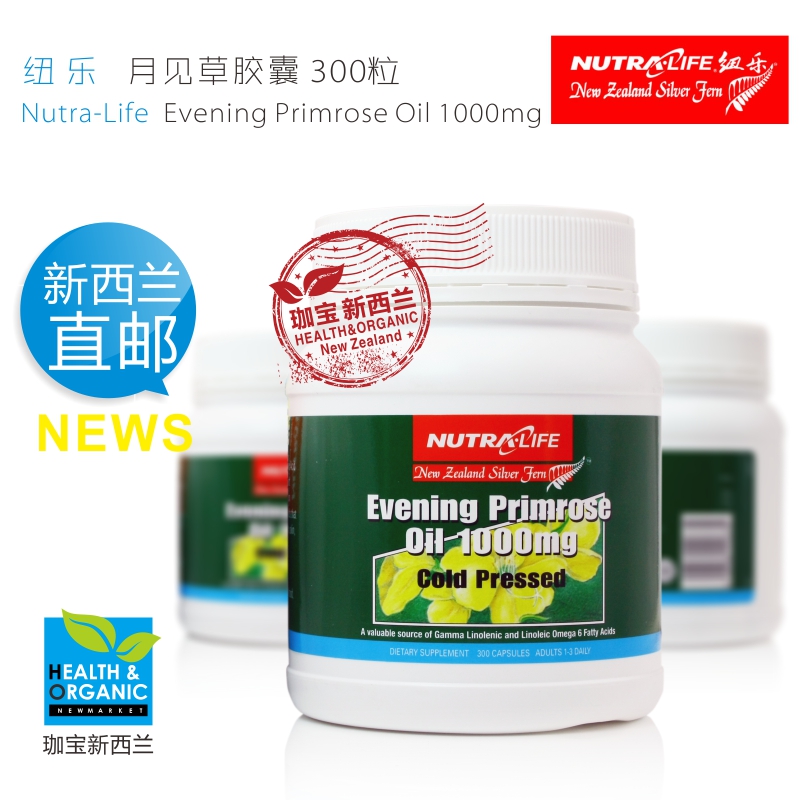 纽乐 月见草胶囊 300粒
Nutra-Life Evening Primrose Oil 1000mg
NUTRA-LIFE 纽乐
New Zealand Silver Fern
新西兰
直邮
NEWS
珈宝新西兰
HEALTH&ORGANIC
New Zealand
NUTRA-LIFE
New Zealand Silver Fern
Evening Primrose
Oil 1000mg
Cold Pressed
A valuable source of Gamma Linolenic and Linoleic Omega 6 Fatty Acids
DIETARY SUPPLEMENT 300 CAPSULES ADULTS 1-3 DAILY
HEALTH &
ORGANIC
NEWMARKET
珈宝新西兰